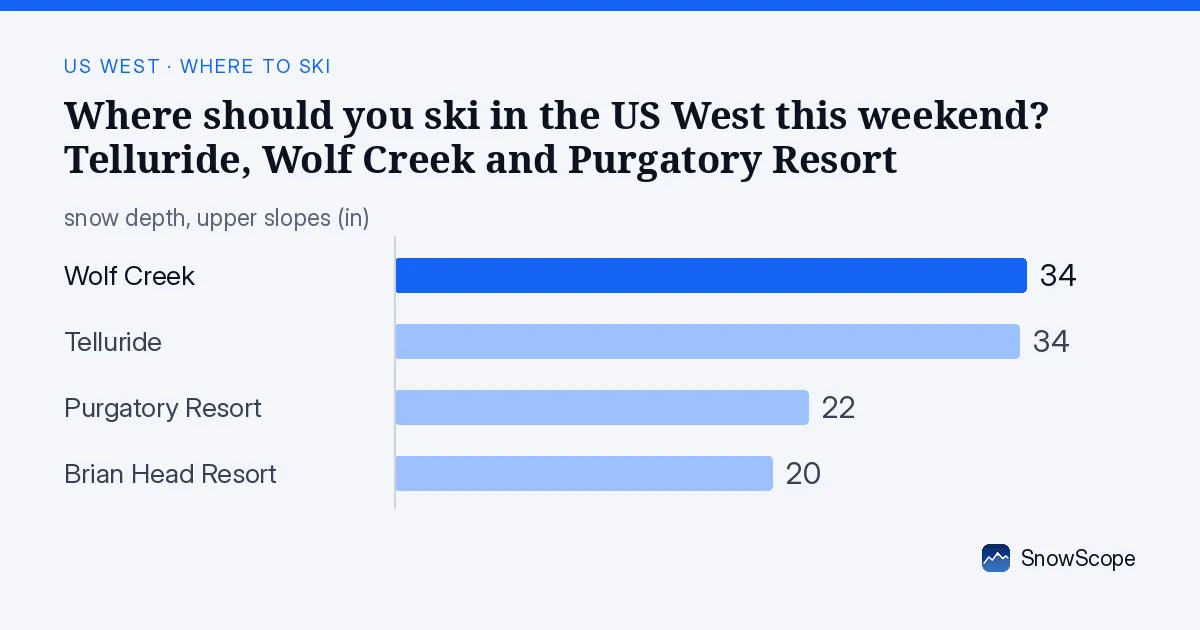 US WEST · WHERE TO SKI
Where should you ski in the US West this weekend?
Telluride, Wolf Creek and Purgatory Resort
snow depth, upper slopes (in)
Wolf Creek 34
Telluride 34
Purgatory Resort 22
Brian Head Resort 20
SnowScope